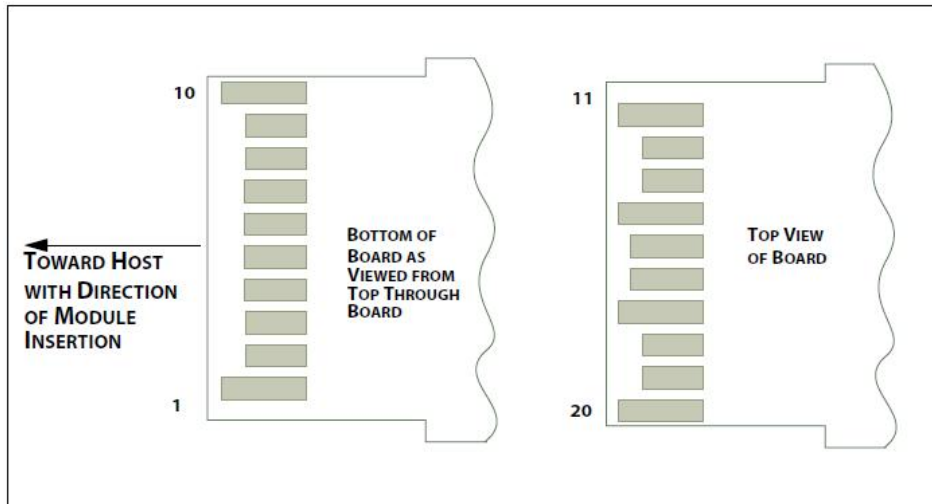 10
1
TOWARD HOST
WITH DIRECTION
OF MODULE
INSERTION
BOTTOM OF
BOARD AS
VIEWED FROM
TOP THROUGH
BOARD
11
20
TOP VIEW
OF BOARD